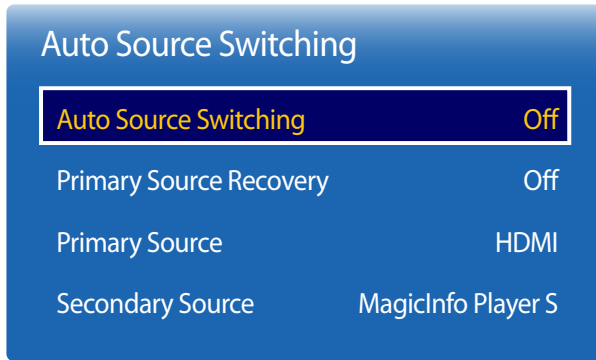 Auto Source Switching
Auto Source Switching Off
Primary Source Recovery Off
Primary Source HDMI
Secondary Source MagicInfo Player S